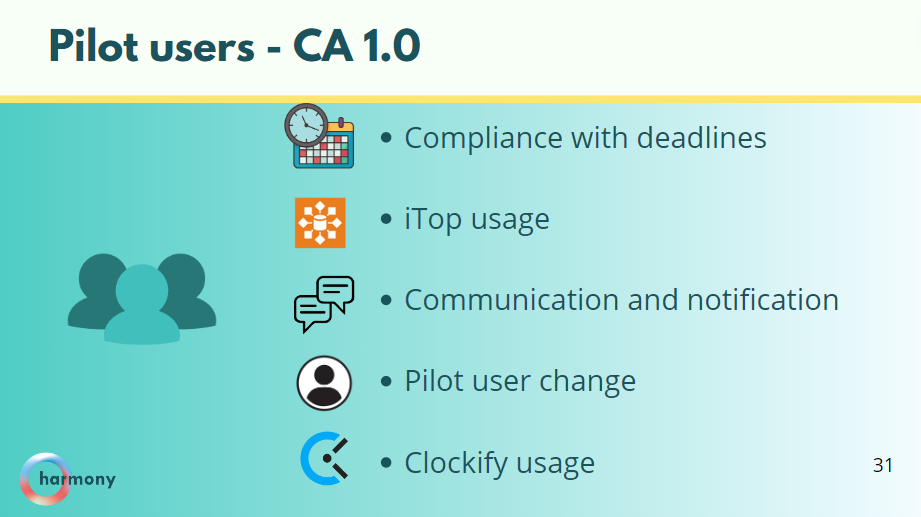 Pilot users - CA 1.0
• Compliance with deadlines
• iTop usage
• Communication and notification
• Pilot user change
• Clockify usage
harmony
31